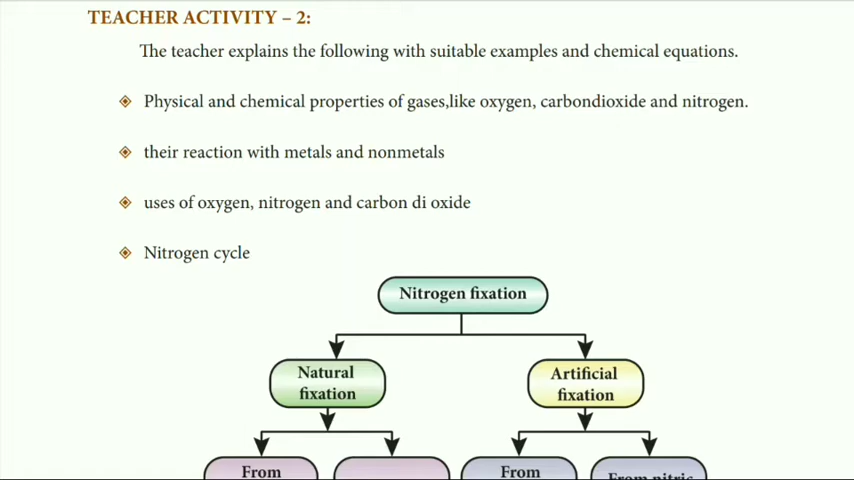 TEACHER ACTIVITY – 2:
The teacher explains the following with suitable examples and chemical equations.
Physical and chemical properties of gases,like oxygen, carbondioxide and nitrogen.
their reaction with metals and nonmetals
uses of oxygen, nitrogen and carbon di oxide
Nitrogen cycle
Nitrogen fixation
Natural
fixation
Artificial
fixation
From
From
From nitric